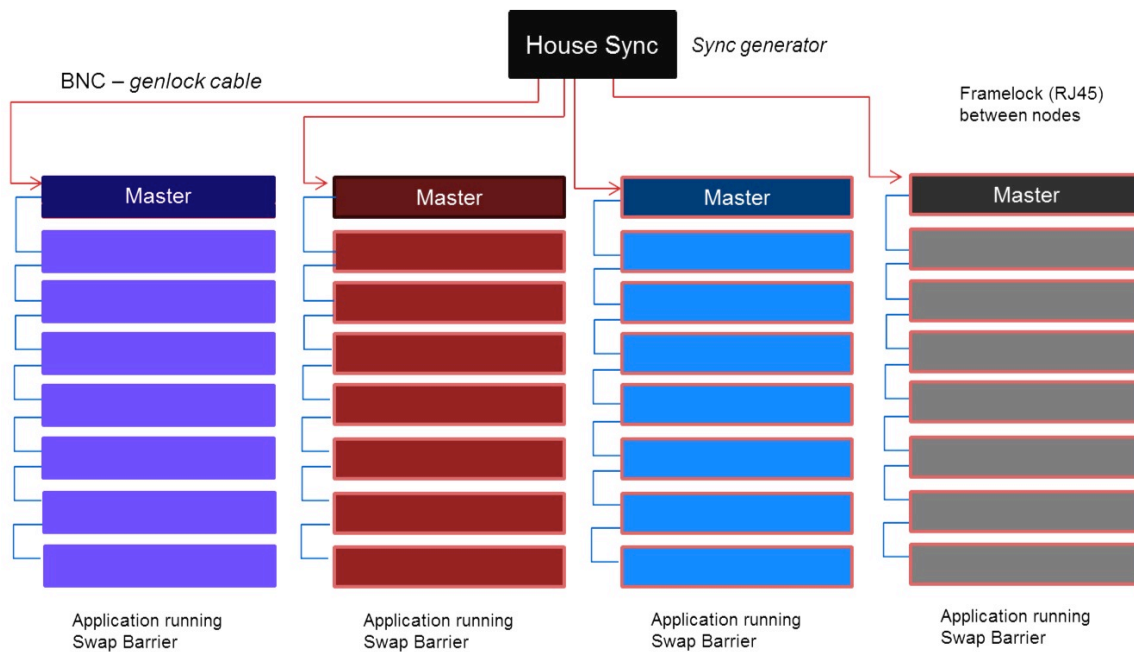 House Sync
Sync generator
BNC – genlock cable
Framelock (RJ45)
between nodes
Master
Master
Master
Master
Application running
Swap Barrier
Application running
Swap Barrier
Application running
Swap Barrier
Application running
Swap Barrier